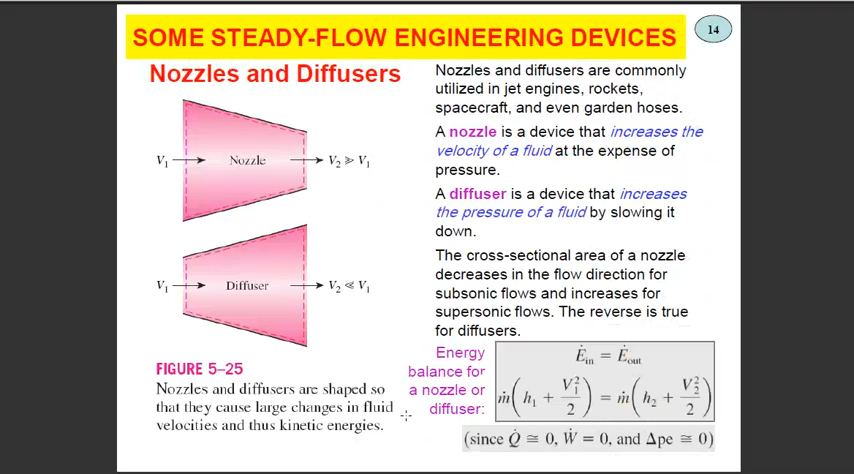 SOME STEADY-FLOW ENGINEERING DEVICES
14
Nozzles and Diffusers
V₁
Nozzle
V₂ ≫ V₁
V₁
Diffuser
V₂ ≪ V₁
FIGURE 5–25
Nozzles and diffusers are shaped so
that they cause large changes in fluid
velocities and thus kinetic energies.
Nozzles and diffusers are commonly
utilized in jet engines, rockets,
spacecraft, and even garden hoses.
A nozzle is a device that increases the
velocity of a fluid at the expense of
pressure.
A diffuser is a device that increases
the pressure of a fluid by slowing it
down.
The cross-sectional area of a nozzle
decreases in the flow direction for
subsonic flows and increases for
supersonic flows. The reverse is true
for diffusers.
Energy
balance for
a nozzle or
diffuser:
Ėin = Ėout
ṁ(h₁ + V₁²/2) = ṁ(h₂ + V₂²/2)
(since Q̇ ≅ 0, Ẇ = 0, and Δpe ≅ 0)